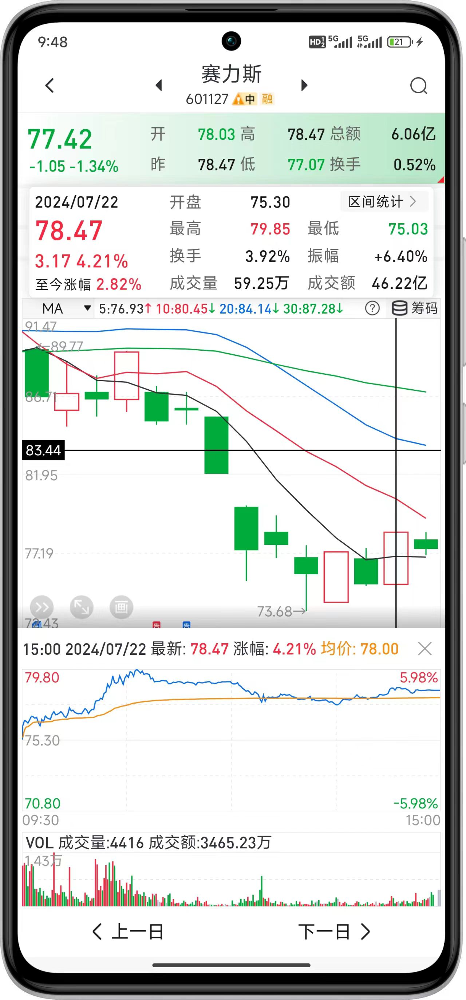 9:48 HD 1 2 5G 5G 21
赛力斯
601127 中 融
77.42 开 78.03 高 78.47 总额 6.06亿
-1.05 -1.34% 昨 78.47 低 77.07 换手 0.52%
2024/07/22 开盘 75.30 区间统计
78.47 最高 79.85 最低 75.03
3.17 4.21% 换手 3.92% 振幅 +6.40%
至今涨幅 2.82% 成交量 59.25万 成交额 46.22亿
MA 5:76.93↑ 10:80.45↓ 20:84.14↓ 30:87.28↓ ? 筹码
91.47
←89.77
86.71
83.44
81.95
77.19
画
73.68→
72.43 告 告
15:00 2024/07/22 最新: 78.47 涨幅: 4.21% 均价: 78.00
79.80 5.98%
75.30
70.80 -5.98%
09:30 15:00
VOL 成交量:4416 成交额:3465.23万
1.43万
上一日 下一日